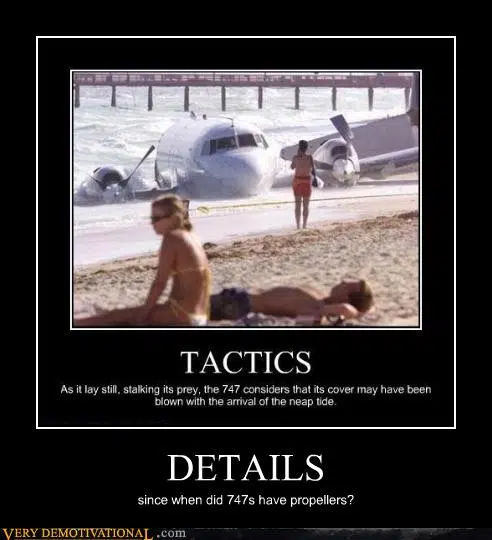 TACTICS
As it lay still, stalking its prey, the 747 considers that its cover may have been
blown with the arrival of the neap tide.
DETAILS
since when did 747s have propellers?
VERY DEMOTIVATIONAL.com